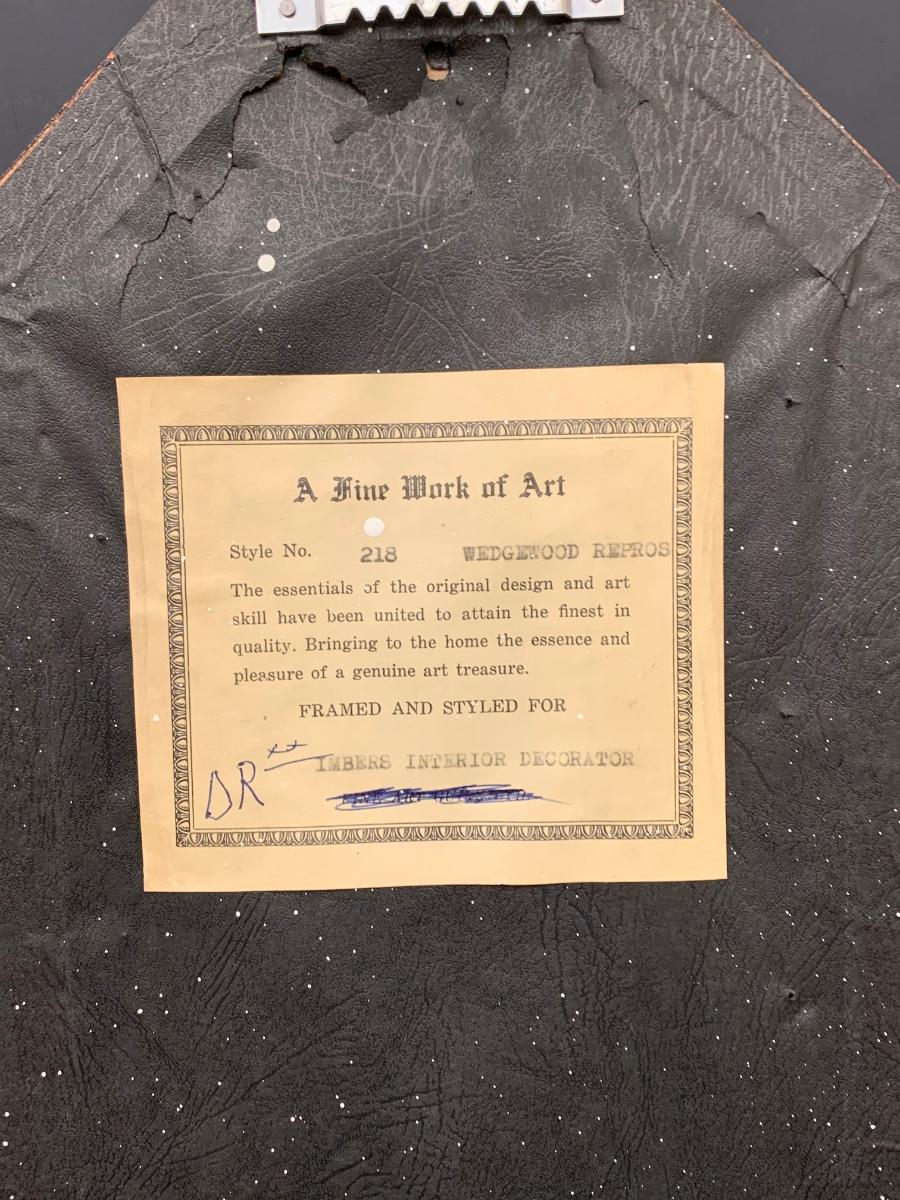 A Fine Work of Art
Style No. 218 WEDGEWOOD REPROS
The essentials of the original design and art
skill have been united to attain the finest in
quality. Bringing to the home the essence and
pleasure of a genuine art treasure.
FRAMED AND STYLED FOR
IMBERS INTERIOR DECORATOR
DR